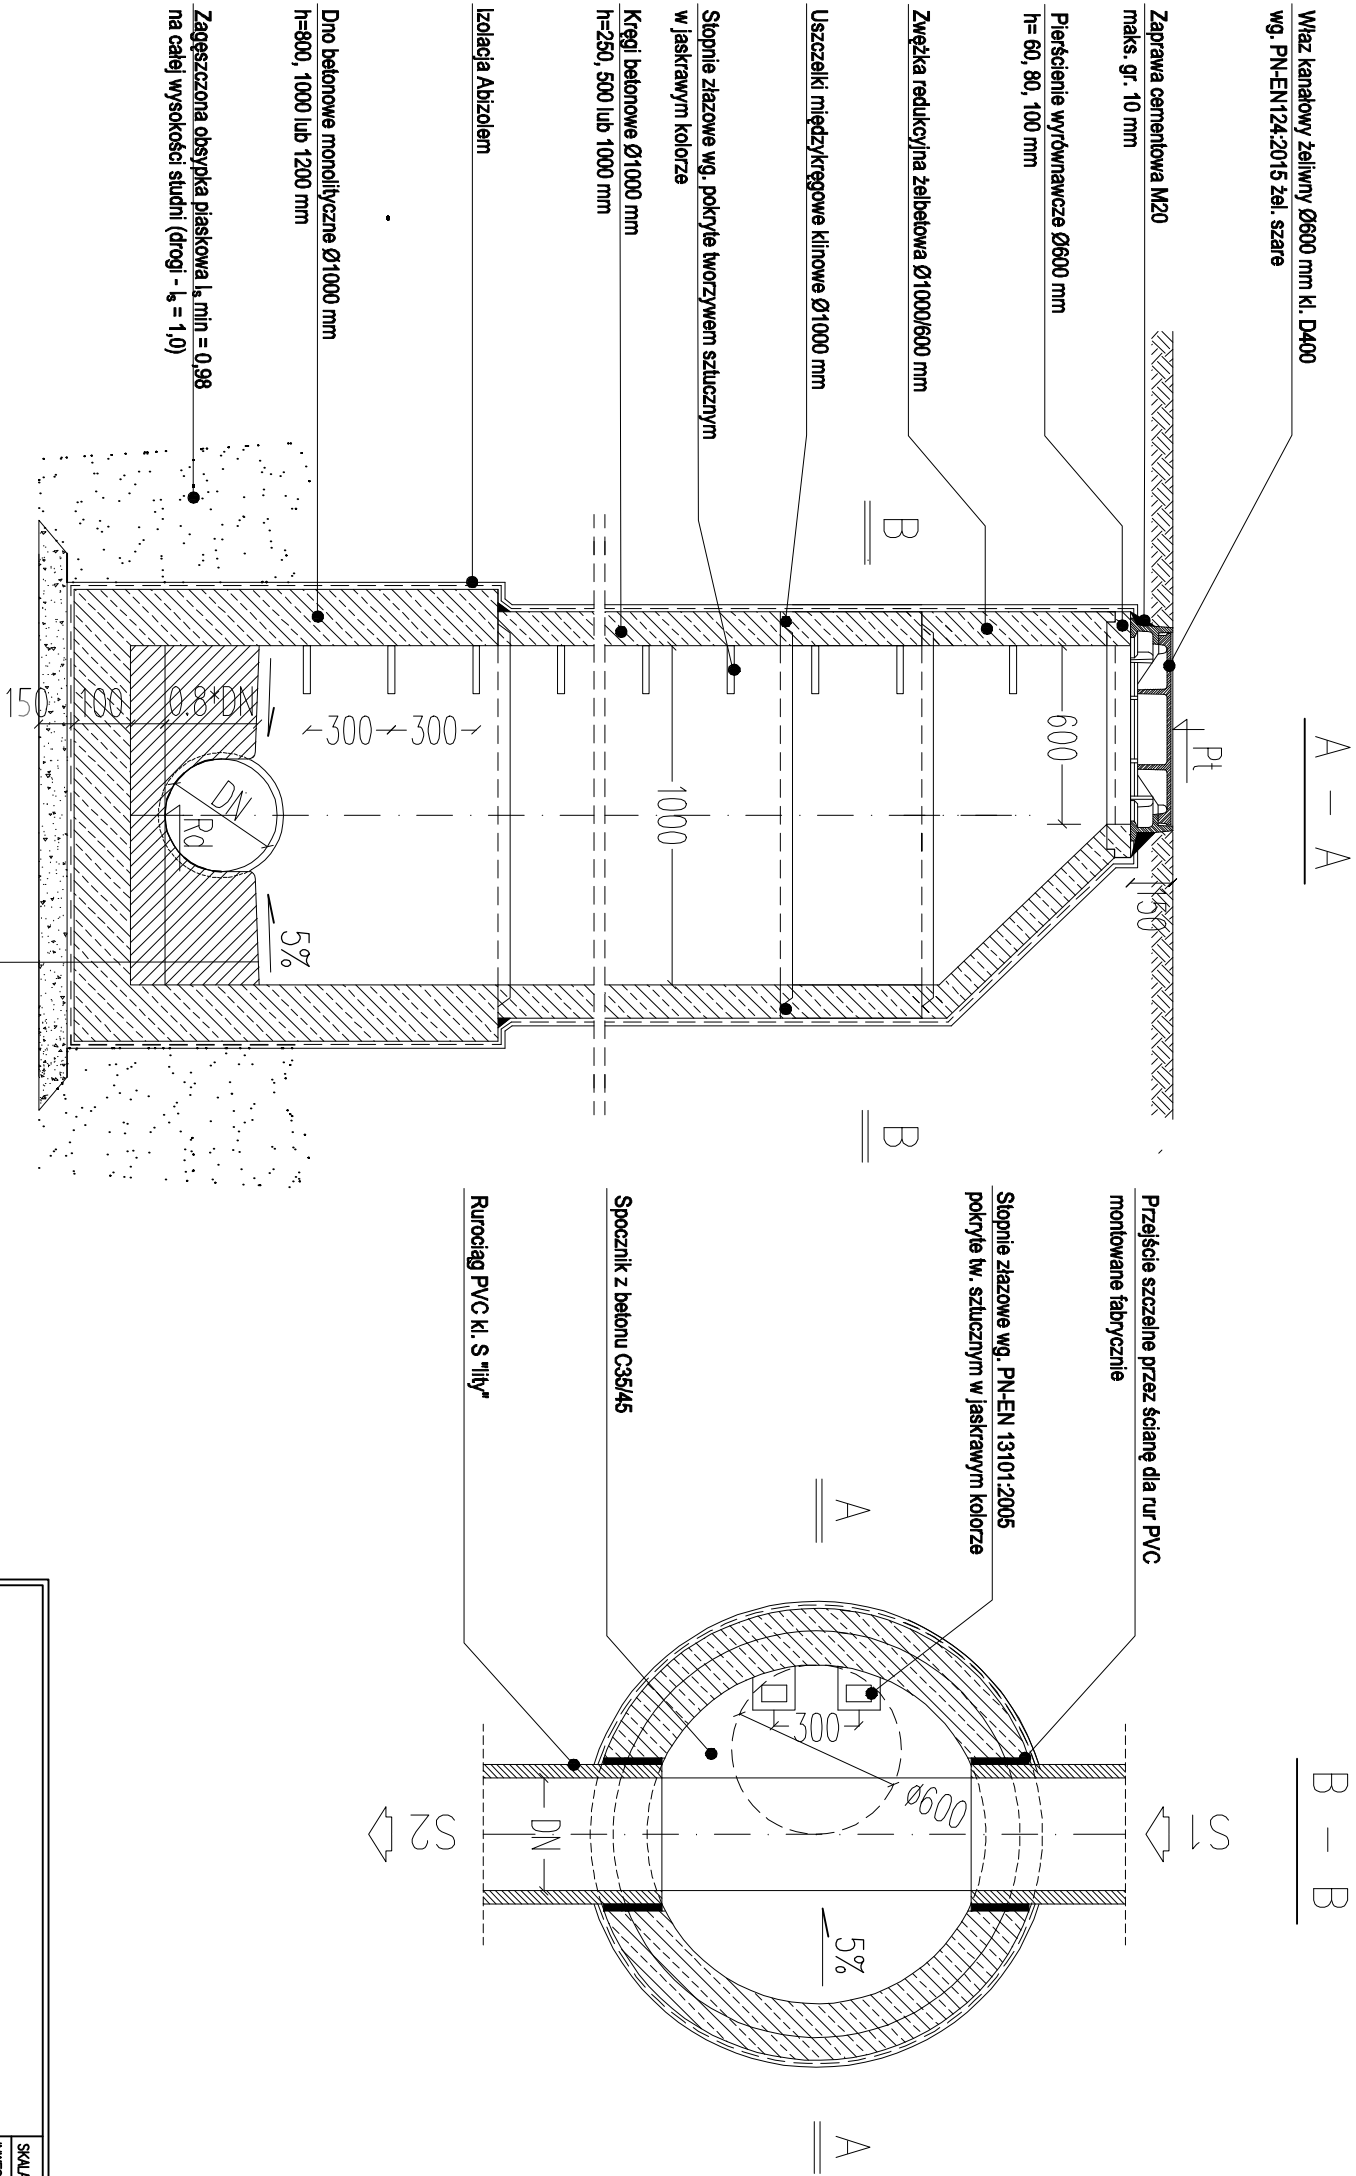 A - A
Właz kanałowy żeliwny Ø600 mm kl. D400
wg. PN-EN124:2015 żel. szare
Zaprawa cementowa M20
maks. gr. 10 mm
Pierścienie wyrównawcze Ø600 mm
h= 60, 80, 100 mm
Zwężka redukcyjna żelbetowa Ø1000/600 mm
Uszczelki międzykręgowe klinowe Ø1000 mm
Stopnie złazowe wg. pokryte tworzywem sztucznym
w jaskrawym kolorze
Kręgi betonowe Ø1000 mm
h=250, 500 lub 1000 mm
Izolacja Abizolem
Dno betonowe monolityczne Ø1000 mm
h=800, 1000 lub 1200 mm
Zagęszczona obsypka piaskowa Is min = 0,98
na całej wysokości studni (drogi - Is = 1,0)
Pt
150
600
B
B
1000
300
300
5%
0.8*DN
DN
Rd
100
150
B - B
Przejście szczelne przez ścianę dla rur PVC
montowane fabrycznie
Stopnie złazowe wg. PN-EN 13101:2005
pokryte tw. sztucznym w jaskrawym kolorze
Spocznik z betonu C35/45
Rurociąg PVC kl. S "lity"
S1
A
A
ø600
300
5%
DN
S2